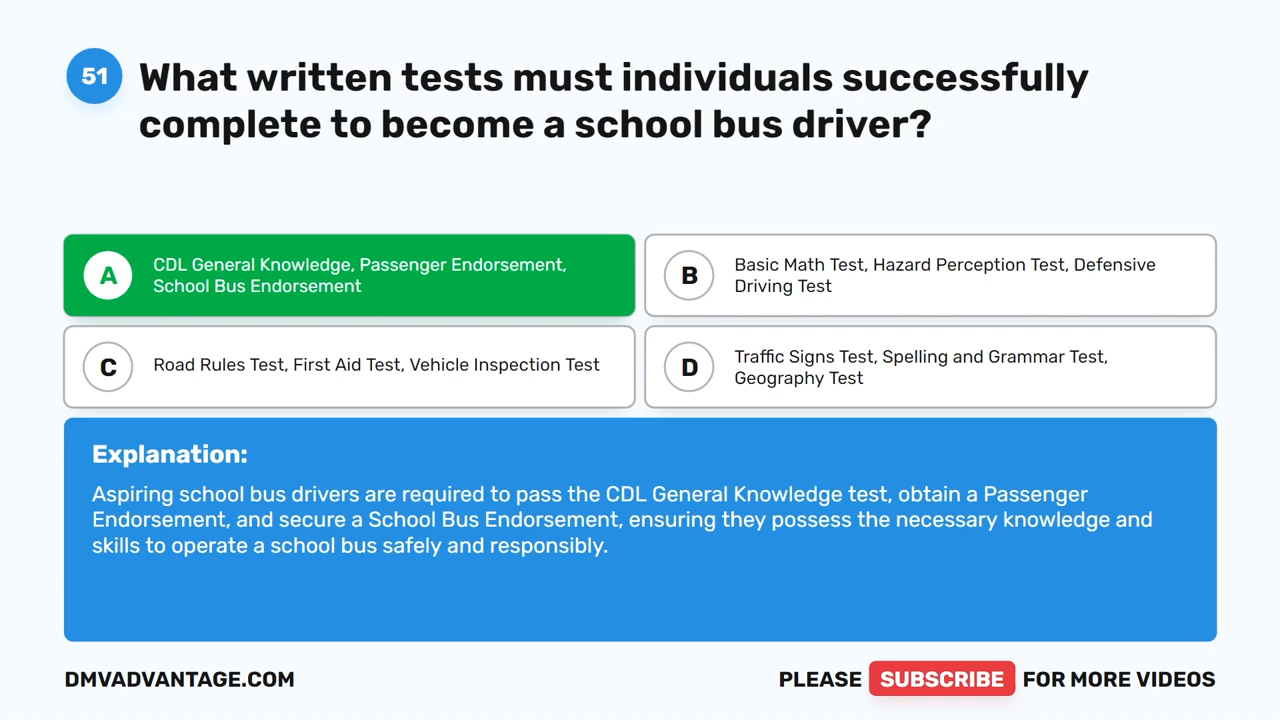 51
What written tests must individuals successfully
complete to become a school bus driver?
A
CDL General Knowledge, Passenger Endorsement,
School Bus Endorsement
B
Basic Math Test, Hazard Perception Test, Defensive
Driving Test
C
Road Rules Test, First Aid Test, Vehicle Inspection Test
D
Traffic Signs Test, Spelling and Grammar Test,
Geography Test
Explanation:
Aspiring school bus drivers are required to pass the CDL General Knowledge test, obtain a Passenger
Endorsement, and secure a School Bus Endorsement, ensuring they possess the necessary knowledge and
skills to operate a school bus safely and responsibly.
DMVADVANTAGE.COM
PLEASE SUBSCRIBE FOR MORE VIDEOS